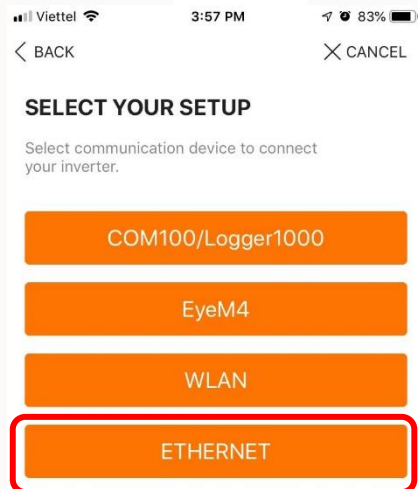 Viettel 3:57 PM 83%
BACK CANCEL
SELECT YOUR SETUP
Select communication device to connect
your inverter.
COM100/Logger1000
EyeM4
WLAN
ETHERNET